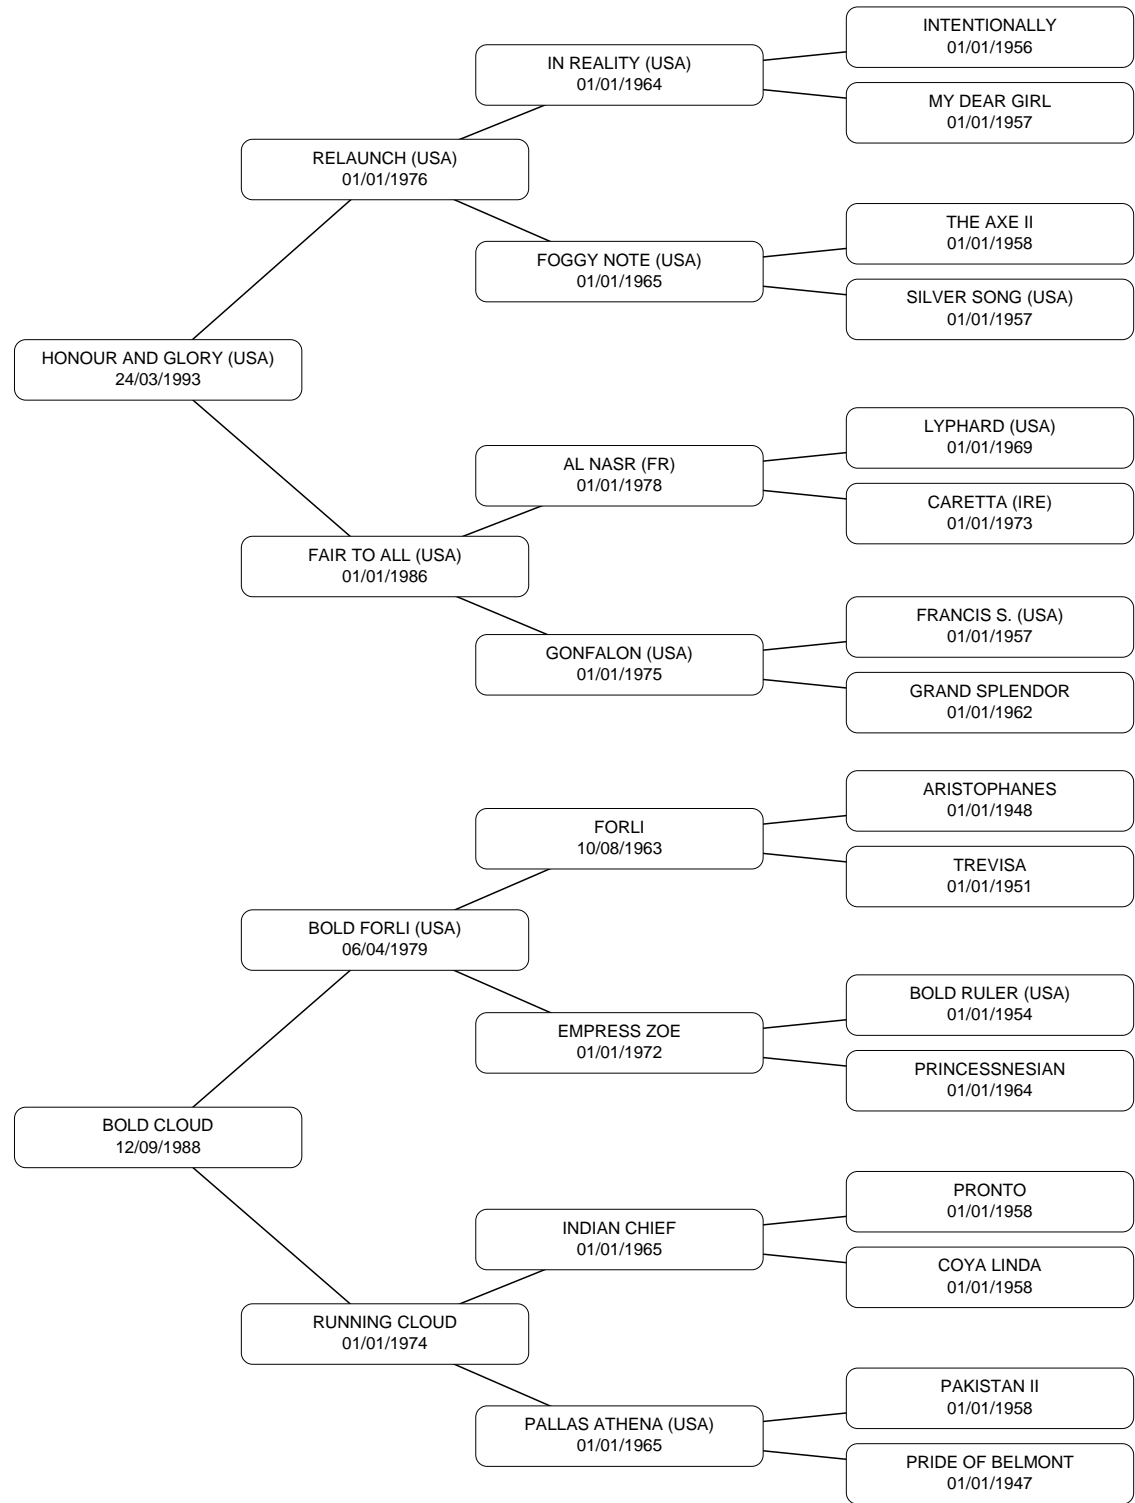 INTENTIONALLY
01/01/1956
IN REALITY (USA)
01/01/1964
MY DEAR GIRL
01/01/1957
RELAUNCH (USA)
01/01/1976
THE AXE II
01/01/1958
FOGGY NOTE (USA)
01/01/1965
SILVER SONG (USA)
01/01/1957
HONOUR AND GLORY (USA)
24/03/1993
LYPHARD (USA)
01/01/1969
AL NASR (FR)
01/01/1978
CARETTA (IRE)
01/01/1973
FAIR TO ALL (USA)
01/01/1986
FRANCIS S. (USA)
01/01/1957
GONFALON (USA)
01/01/1975
GRAND SPLENDOR
01/01/1962
ARISTOPHANES
01/01/1948
FORLI
10/08/1963
TREVISA
01/01/1951
BOLD FORLI (USA)
06/04/1979
BOLD RULER (USA)
01/01/1954
EMPRESS ZOE
01/01/1972
PRINCESSNESIAN
01/01/1964
BOLD CLOUD
12/09/1988
PRONTO
01/01/1958
INDIAN CHIEF
01/01/1965
COYA LINDA
01/01/1958
RUNNING CLOUD
01/01/1974
PAKISTAN II
01/01/1958
PALLAS ATHENA (USA)
01/01/1965
PRIDE OF BELMONT
01/01/1947